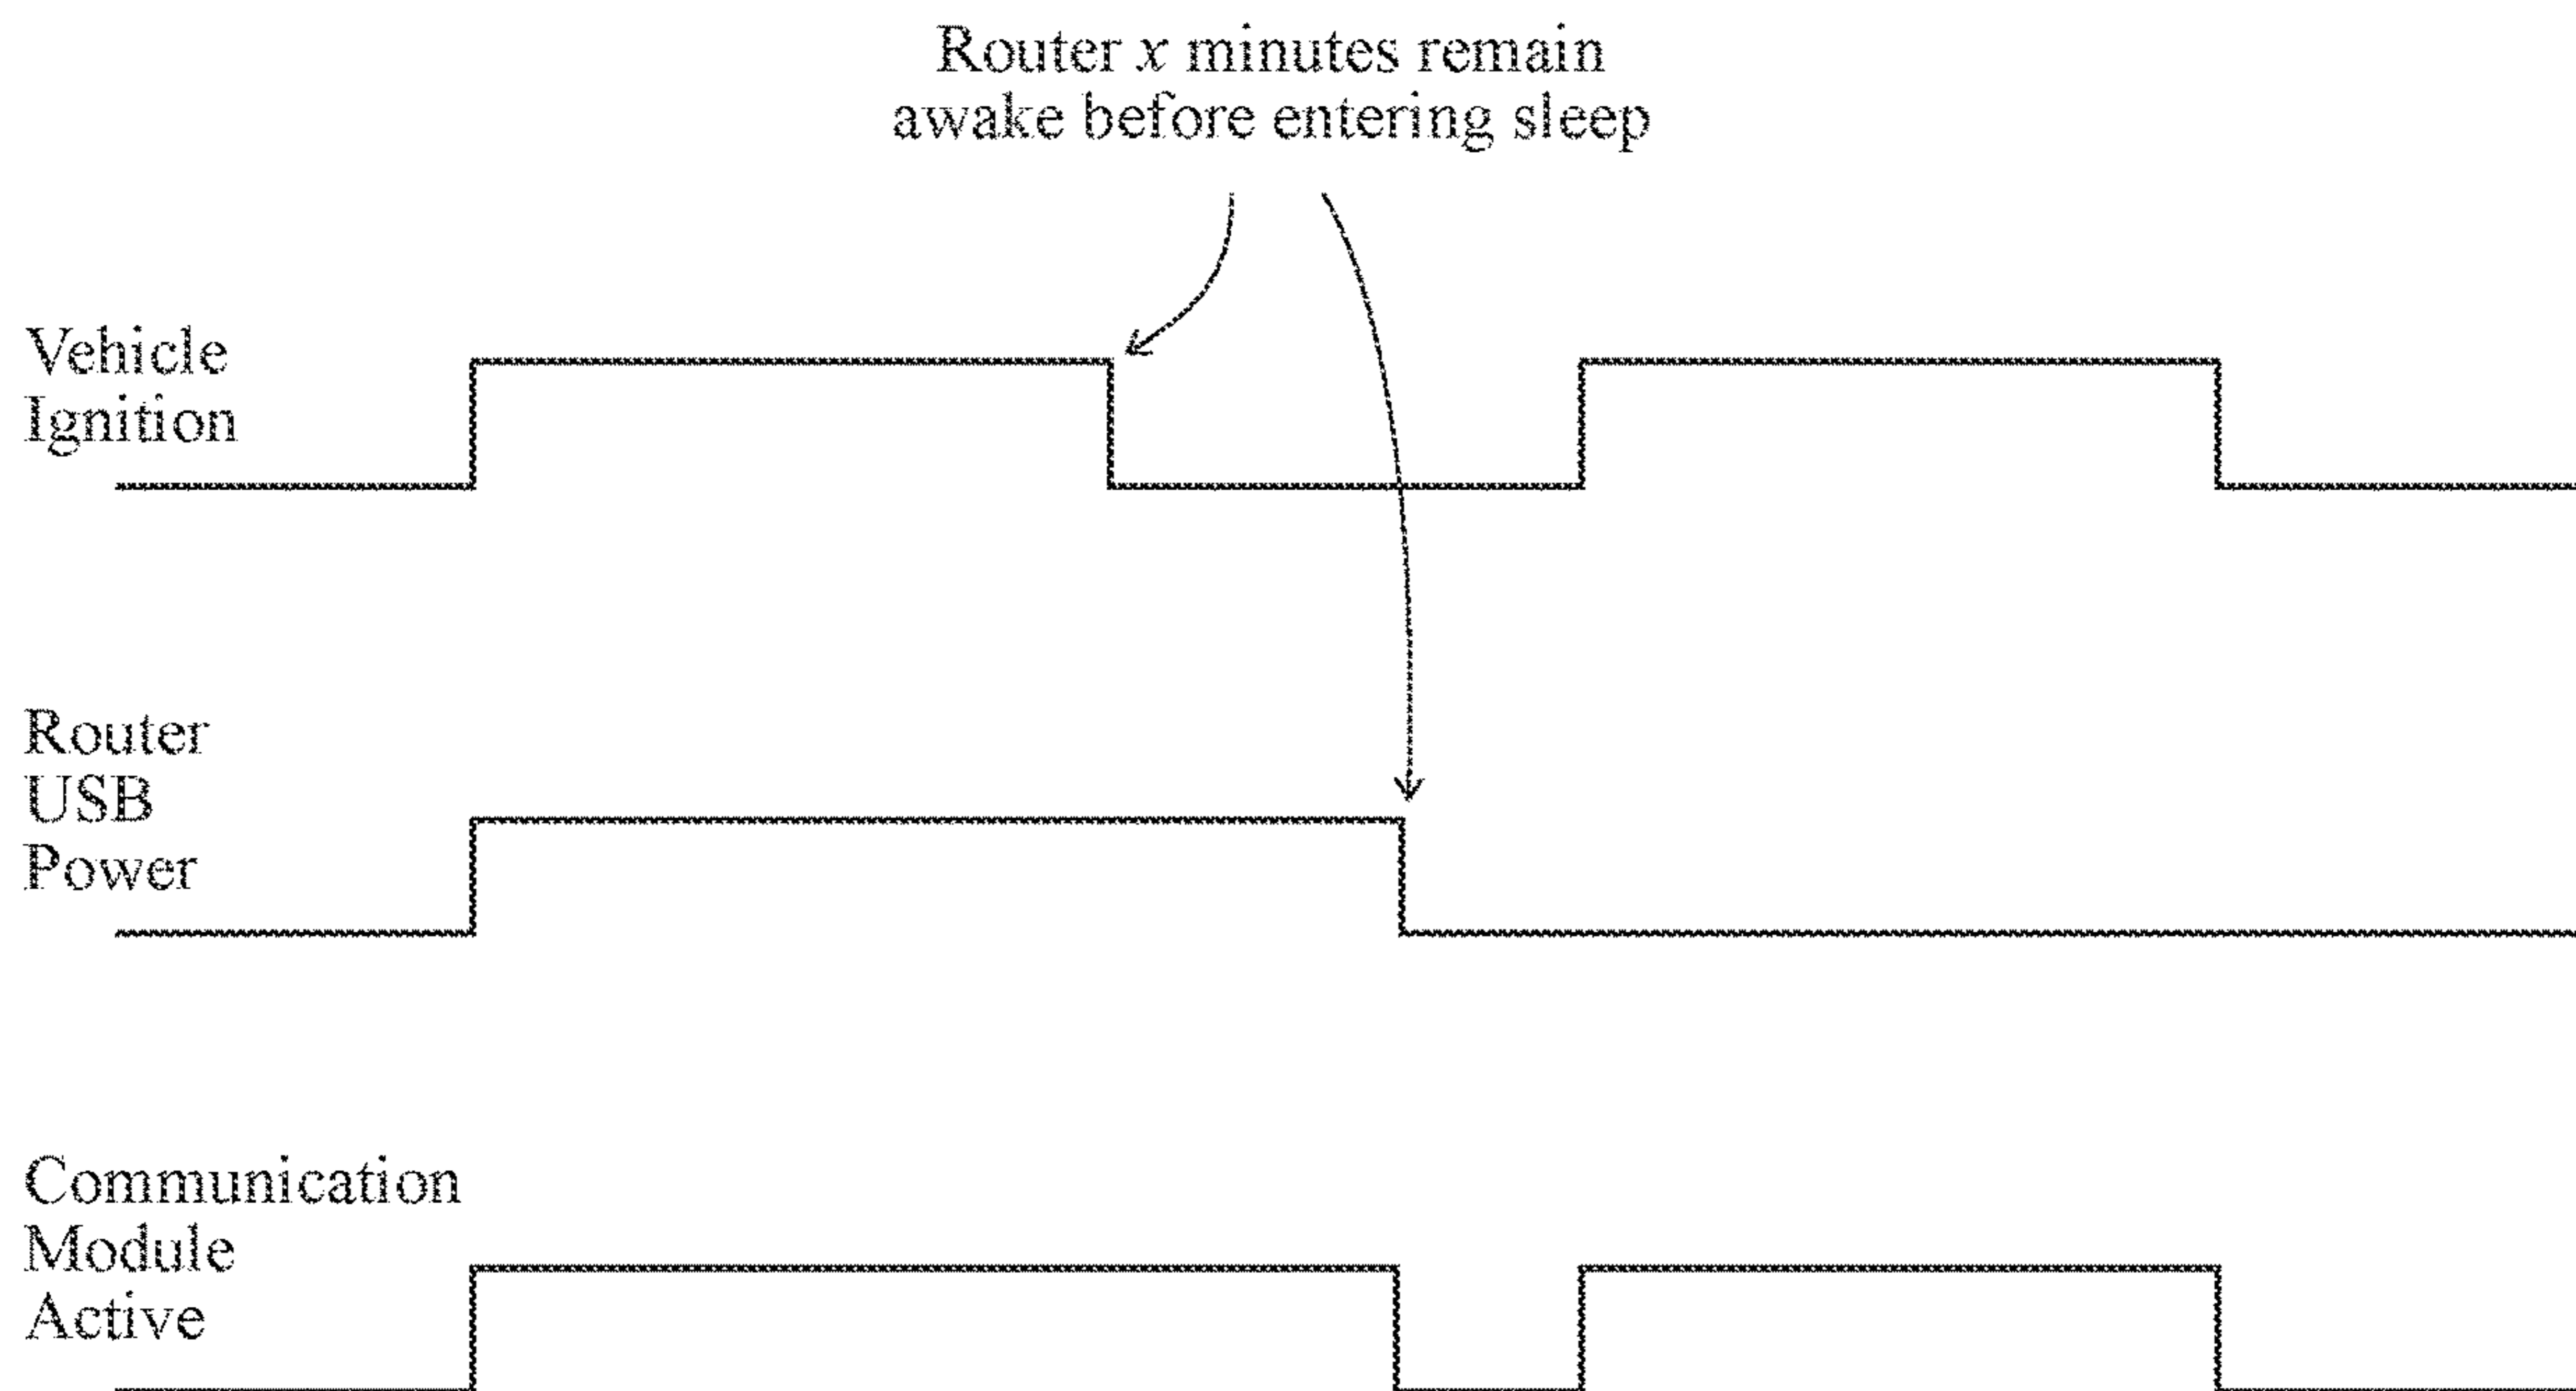 Router x minutes remain
awake before entering sleep
Vehicle
Ignition
Router
USB
Power
Communication
Module
Active